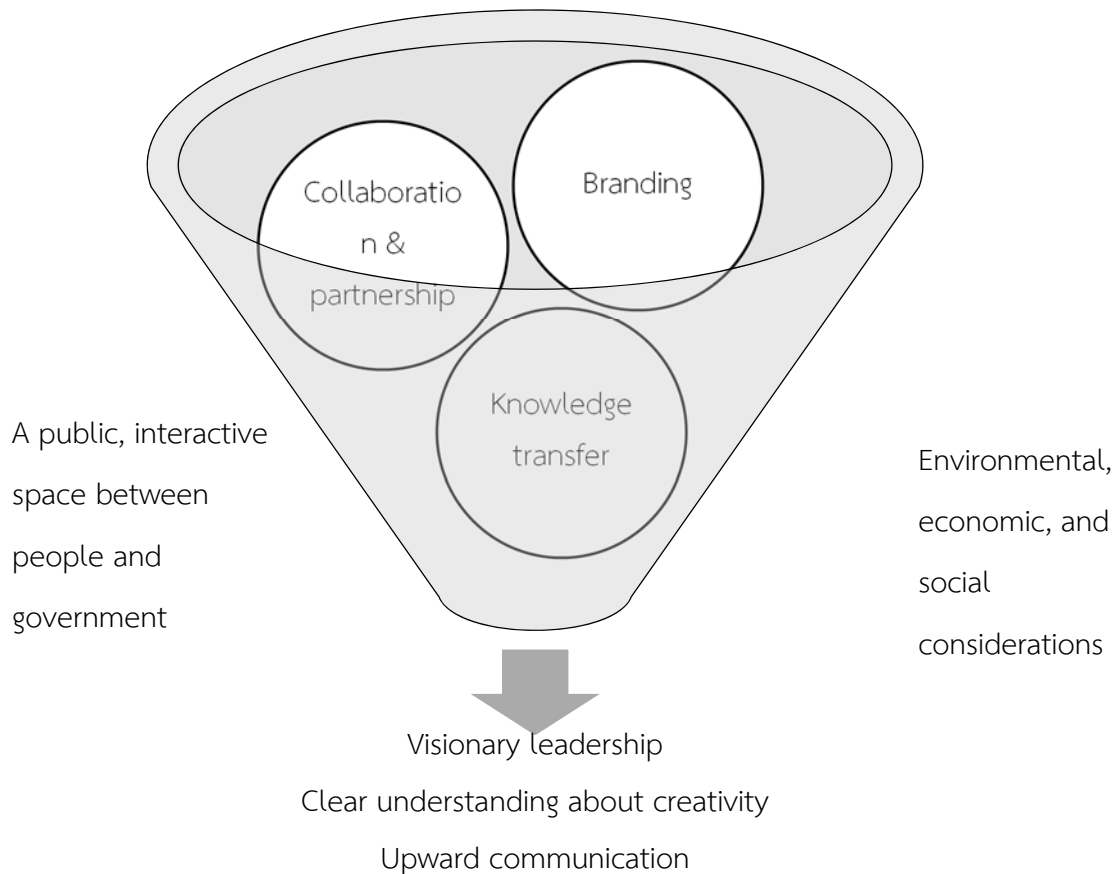 Collaboratio
n &
partnership
Branding
Knowledge
transfer
A public, interactive
space between
people and
government
Environmental,
economic, and
social
considerations
Visionary leadership
Clear understanding about creativity
Upward communication